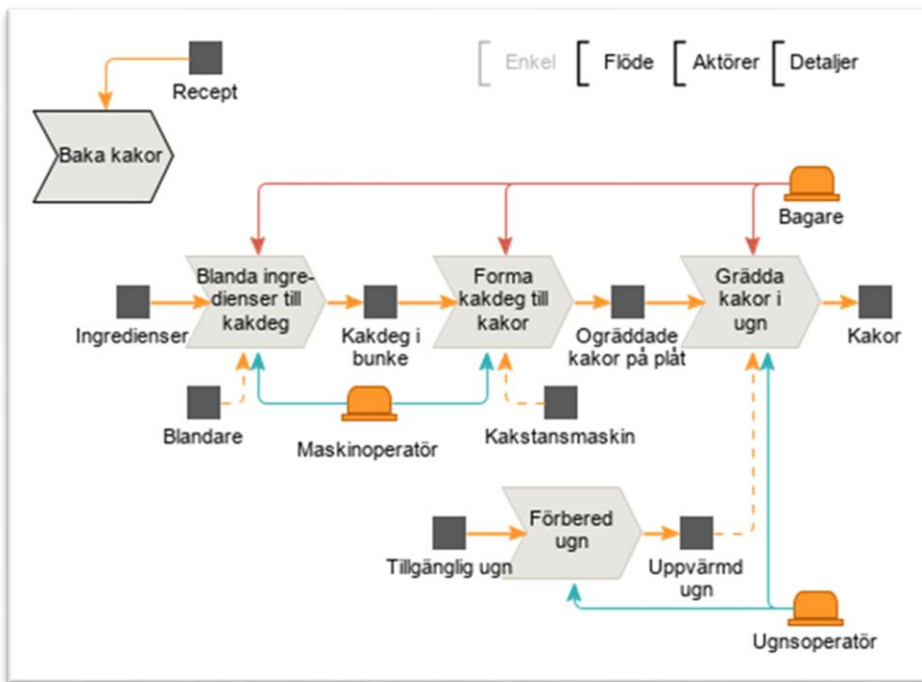 Enkel
Flöde
Aktörer
Detaljer
Recept
Baka kakor
Bagare
Blanda ingre-
dienser till
kakdeg
Forma
kakdeg till
kakor
Grädda
kakor i
ugn
Ingredienser
Kakdeg i
bunke
Ogräddade
kakor på plåt
Kakor
Blandare
Maskinoperatör
Kakstansmaskin
Förbered
ugn
Tillgänglig ugn
Uppvärmd
ugn
Ugnsoperatör